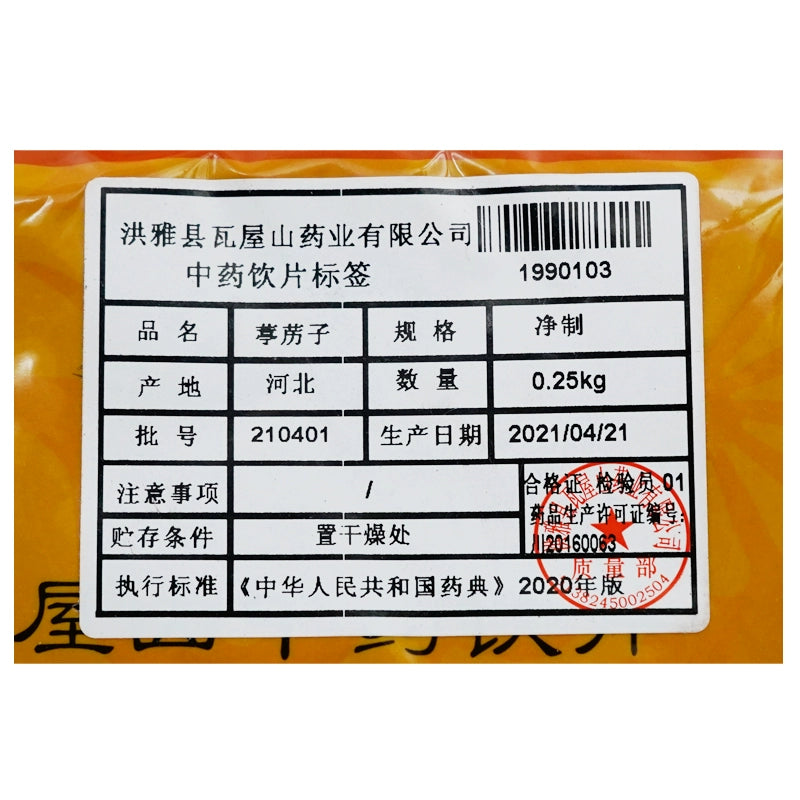 洪雅县瓦屋山药业有限公司
中药饮片标签
1990103
品名 葶苈子 规格 净制
产地 河北 数量 0.25kg
批号 210401 生产日期 2021/04/21
注意事项 /
合格证 检验员 01
药品生产许可证编号:
川20160063
贮存条件 置干燥处
执行标准 《中华人民共和国药典》 2020年版
质量部
38245002504